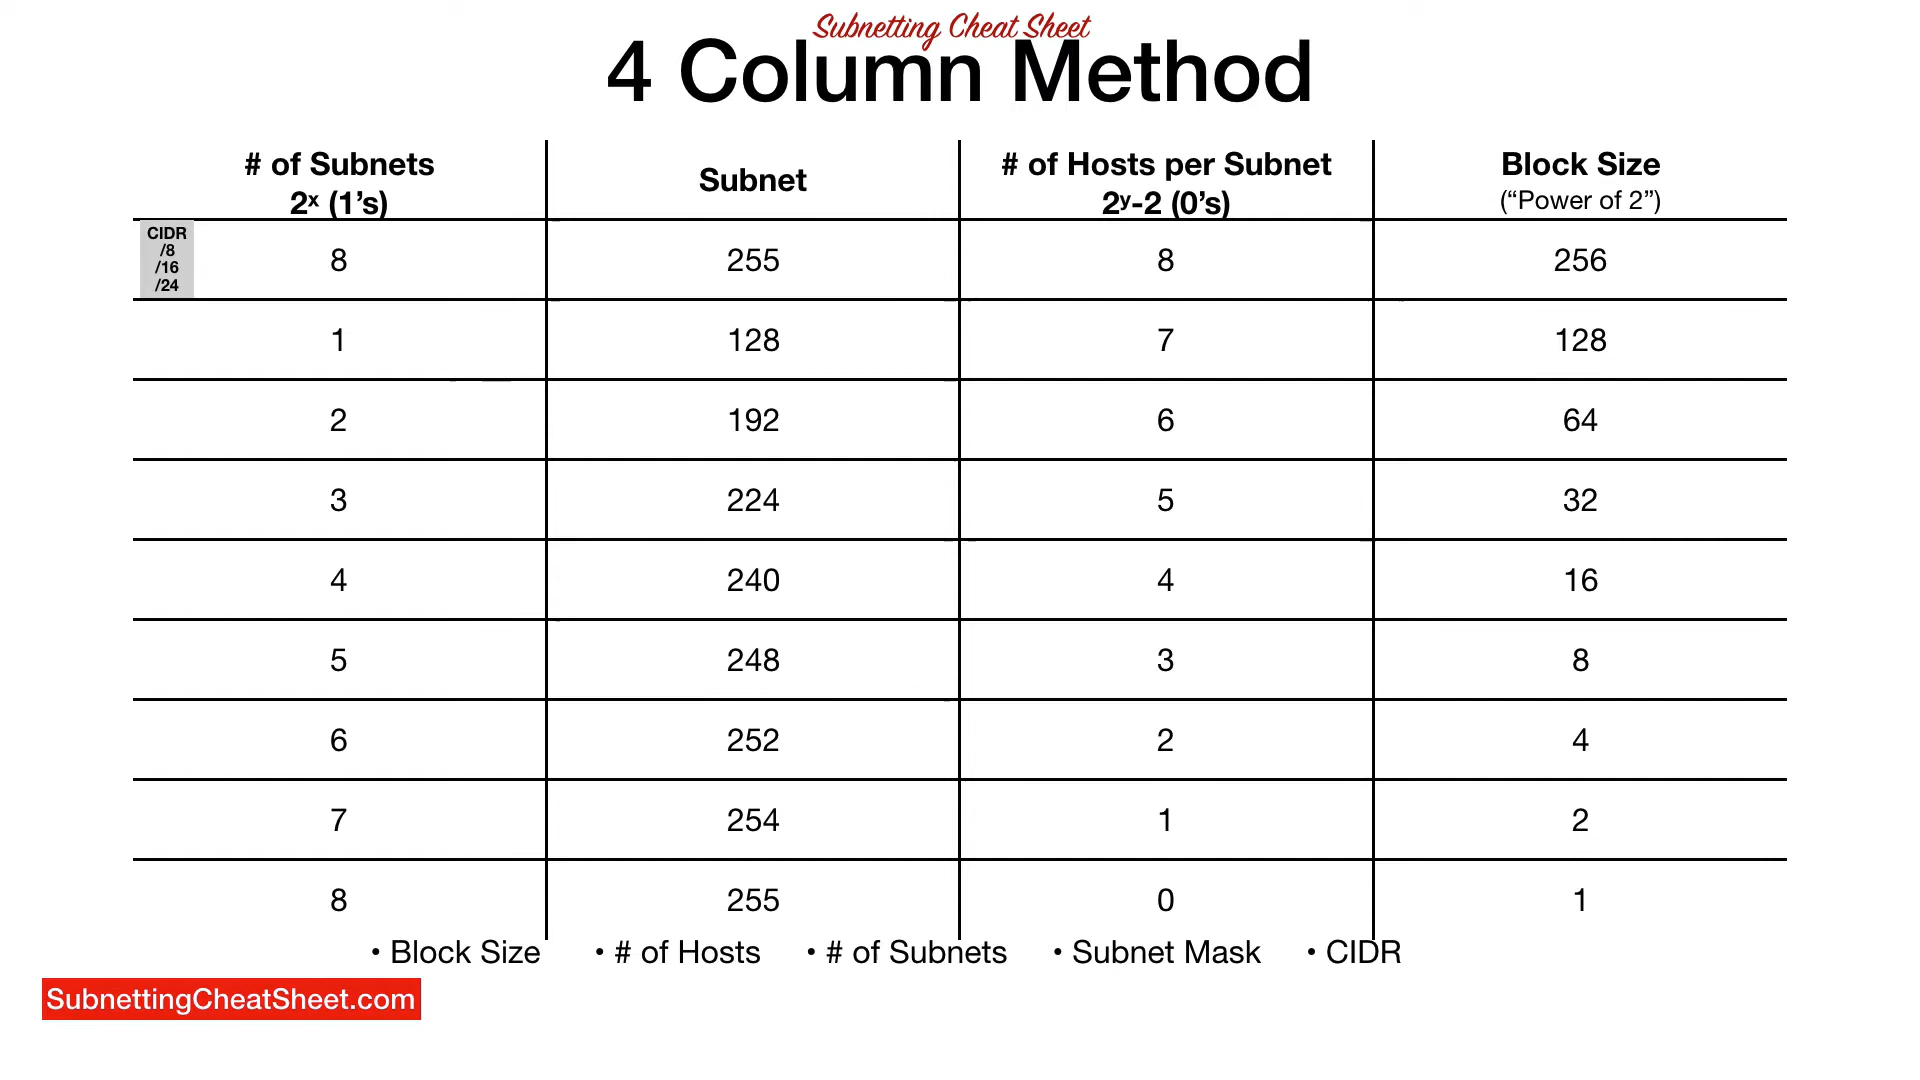 Subnetting Cheat Sheet
4 Column Method
# of Subnets
2ˣ (1’s)
Subnet
# of Hosts per Subnet
2ʸ-2 (0’s)
Block Size
(“Power of 2”)
CIDR
/8
/16
/24
8 255 8 256
1 128 7 128
2 192 6 64
3 224 5 32
4 240 4 16
5 248 3 8
6 252 2 4
7 254 1 2
8 255 0 1
• Block Size • # of Hosts • # of Subnets • Subnet Mask • CIDR
SubnettingCheatSheet.com